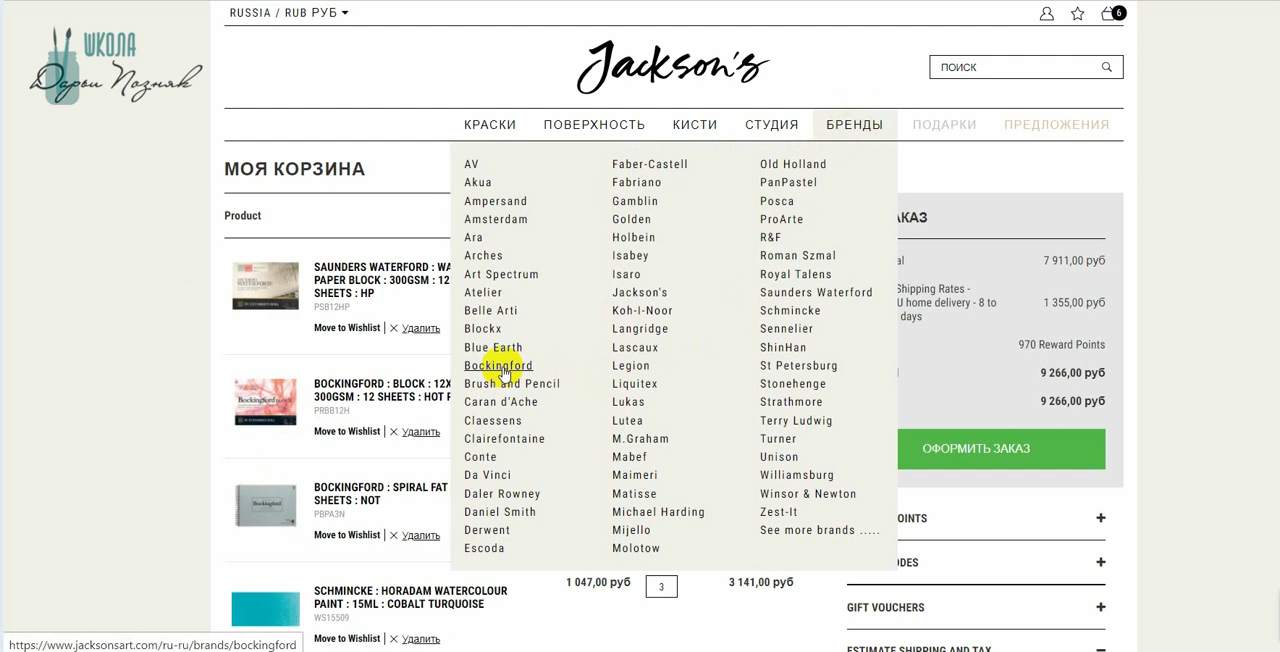 RUSSIA / RUB РУБ
6
ШКОЛА
Дарьи Позняк
Jackson's
ПОИСК
КРАСКИ ПОВЕРХНОСТЬ КИСТИ СТУДИЯ БРЕНДЫ ПОДАРКИ ПРЕДЛОЖЕНИЯ
МОЯ КОРЗИНА
Product
SAUNDERS WATERFORD : WA
PAPER BLOCK : 300GSM : 12
SHEETS : HP
PSB12HP
Move to Wishlist | Удалить
BOCKINGFORD : BLOCK : 12X
300GSM : 12 SHEETS : HOT P
PRBB12H
Move to Wishlist | Удалить
BOCKINGFORD : SPIRAL FAT
SHEETS : NOT
PBPA3N
Move to Wishlist | Удалить
SCHMINCKE : HORADAM WATERCOLOUR
PAINT : 15ML : COBALT TURQUOISE
WS15509
Move to Wishlist | Удалить
1 047,00 руб 3 3 141,00 руб
AV
Akua
Ampersand
Amsterdam
Ara
Arches
Art Spectrum
Atelier
Belle Arti
Blockx
Blue Earth
Bockingford
Brush and Pencil
Caran d'Ache
Claessens
Clairefontaine
Conte
Da Vinci
Daler Rowney
Daniel Smith
Derwent
Escoda
Faber-Castell
Fabriano
Gamblin
Golden
Holbein
Isabey
Isaro
Jackson's
Koh-I-Noor
Langridge
Lascaux
Legion
Liquitex
Lukas
Lutea
M.Graham
Mabef
Maimeri
Matisse
Michael Harding
Mijello
Molotow
Old Holland
PanPastel
Posca
ProArte
R&F
Roman Szmal
Royal Talens
Saunders Waterford
Schmincke
Sennelier
ShinHan
St Petersburg
Stonehenge
Strathmore
Terry Ludwig
Turner
Unison
Williamsburg
Winsor & Newton
Zest-It
See more brands .....
АКАЗ
al 7 911,00 руб
Shipping Rates -
U home delivery - 8 to
days
1 355,00 руб
970 Reward Points
9 266,00 руб
9 266,00 руб
ОФОРМИТЬ ЗАКАЗ
OINTS +
ODES +
GIFT VOUCHERS +
ESTIMATE SHIPPING AND TAX
https://www.jacksonsart.com/ru-ru/brands/bockingford